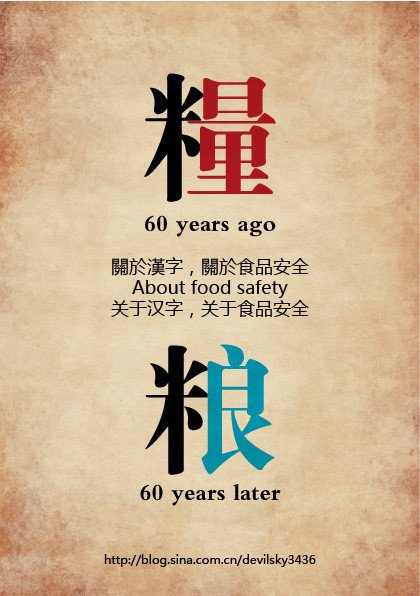 糧
60 years ago
關於漢字，關於食品安全
About food safety
关于汉字，关于食品安全
粮
60 years later
http://blog.sina.com.cn/devilsky3436